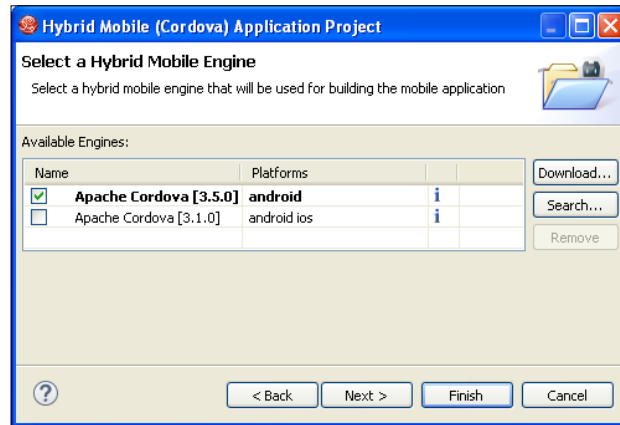 Hybrid Mobile (Cordova) Application Project
Select a Hybrid Mobile Engine
Select a hybrid mobile engine that will be used for building the mobile application
Available Engines:
Name Platforms
Apache Cordova [3.5.0] android i
Apache Cordova [3.1.0] android ios i
Download...
Search...
Remove
? < Back Next > Finish Cancel